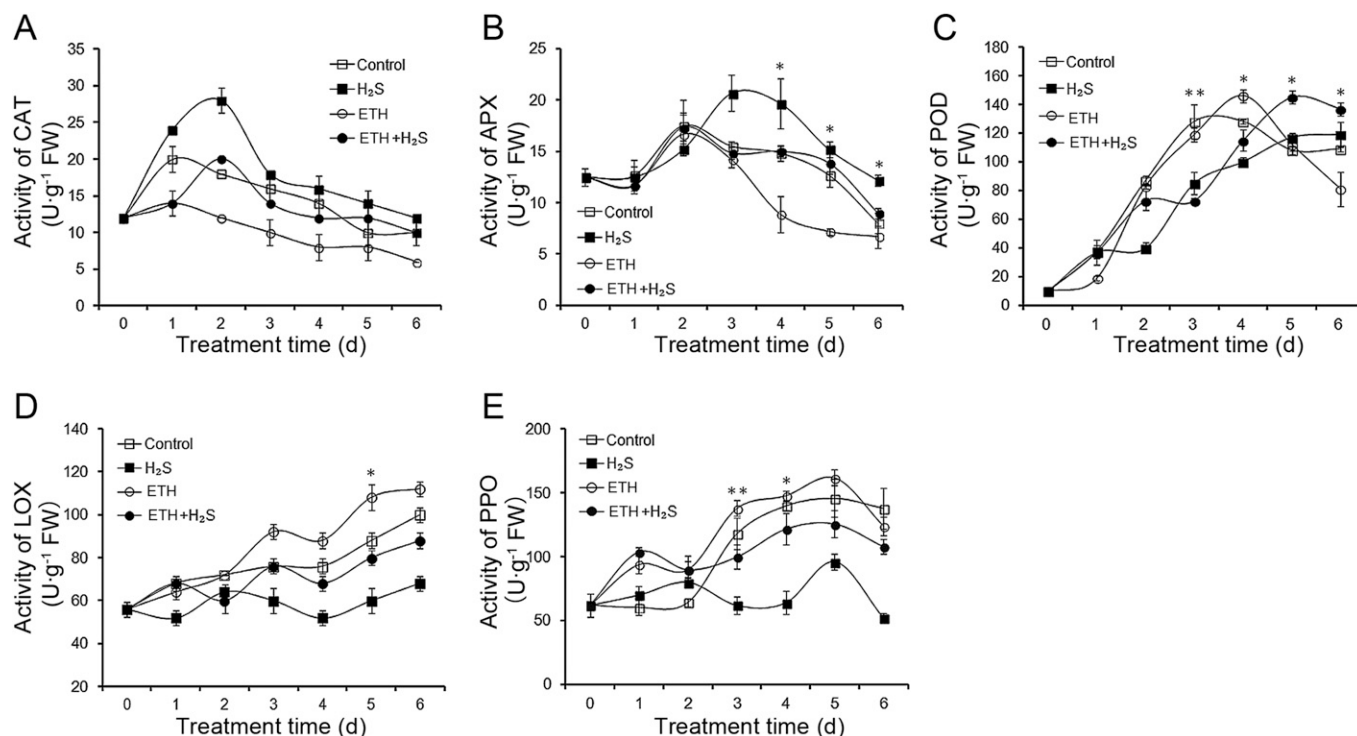 A
Activity of CAT
(U·g⁻¹ FW)
35
30
25
20
15
10
5
0
Control
H₂S
ETH
ETH+H₂S
0 1 2 3 4 5 6
Treatment time (d)
B
Activity of APX
(U·g⁻¹ FW)
25
20
15
10
5
0
*
*
*
Control
H₂S
ETH
ETH+H₂S
0 1 2 3 4 5 6
Treatment time (d)
C
Activity of POD
(U·g⁻¹ FW)
180
160
140
120
100
80
60
40
20
0
Control
H₂S
ETH
ETH+H₂S
** * * *
0 1 2 3 4 5 6
Treatment time (d)
D
Activity of LOX
(U·g⁻¹ FW)
140
120
100
80
60
40
20
Control
H₂S
ETH
ETH+H₂S
*
0 1 2 3 4 5 6
Treatment time (d)
E
Activity of PPO
(U·g⁻¹ FW)
200
150
100
50
0
Control
H₂S
ETH
ETH+H₂S
** *
0 1 2 3 4 5 6
Treatment time (d)